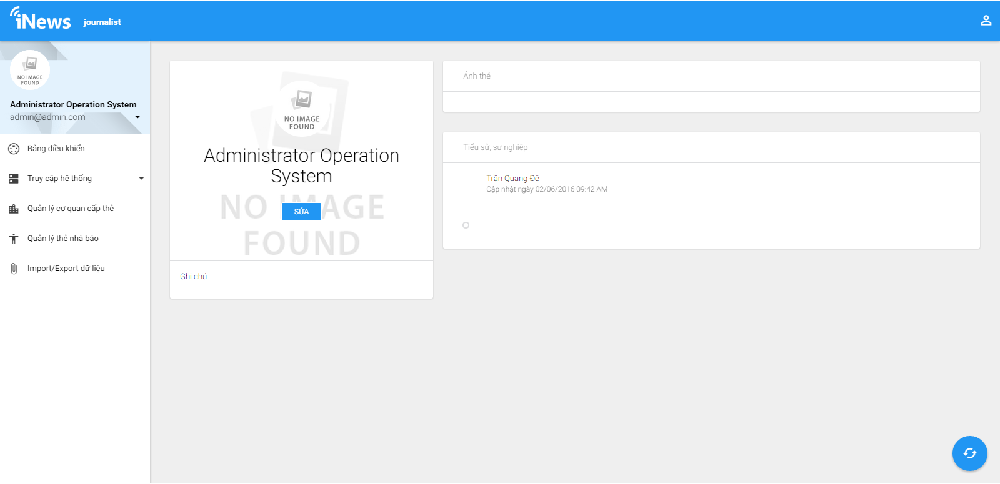 iNews journalist
NO IMAGE
FOUND
Administrator Operation System
admin@admin.com
Bảng điều khiển
Truy cập hệ thống
Quản lý cơ quan cấp thẻ
Quản lý thẻ nhà báo
Import/Export dữ liệu
NO IMAGE
FOUND
Administrator Operation
System
NO IMAGE
FOUND
SỬA
Ghi chú
Ảnh thẻ
Tiểu sử, sự nghiệp
Trần Quang Đệ
Cập nhật ngày 02/06/2016 09:42 AM